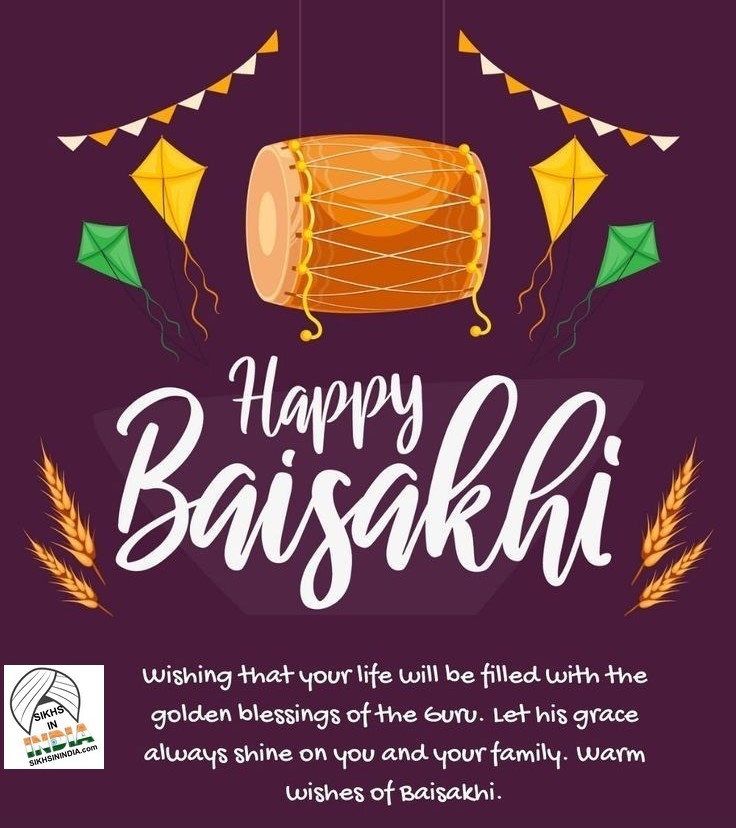 Happy
Baisakhi
Wishing that your life will be filled with the
golden blessings of the Guru. Let his grace
always shine on you and your family. Warm
wishes of Baisakhi.
SIKHS
IN
INDIA
SIKHSININDIA.com